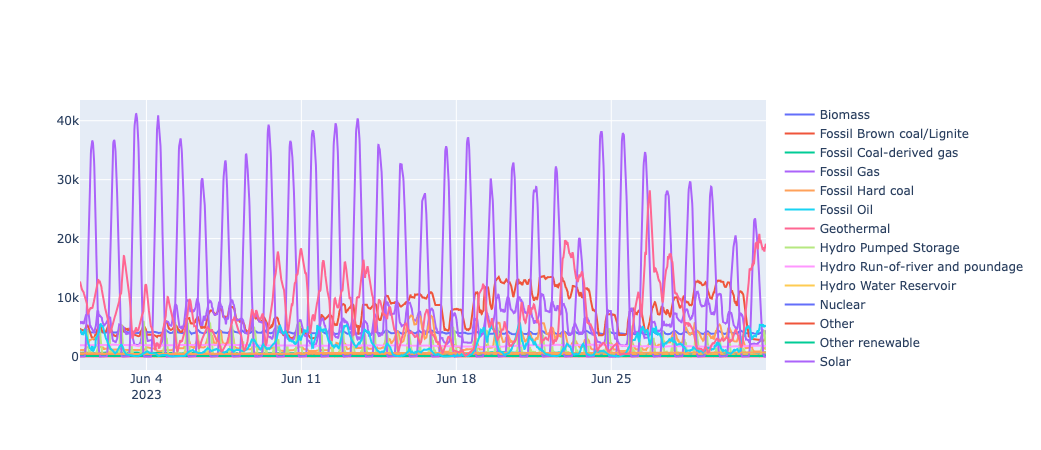 40k
30k
20k
10k
0
Jun 4
2023
Jun 11
Jun 18
Jun 25
Biomass
Fossil Brown coal/Lignite
Fossil Coal-derived gas
Fossil Gas
Fossil Hard coal
Fossil Oil
Geothermal
Hydro Pumped Storage
Hydro Run-of-river and poundage
Hydro Water Reservoir
Nuclear
Other
Other renewable
Solar